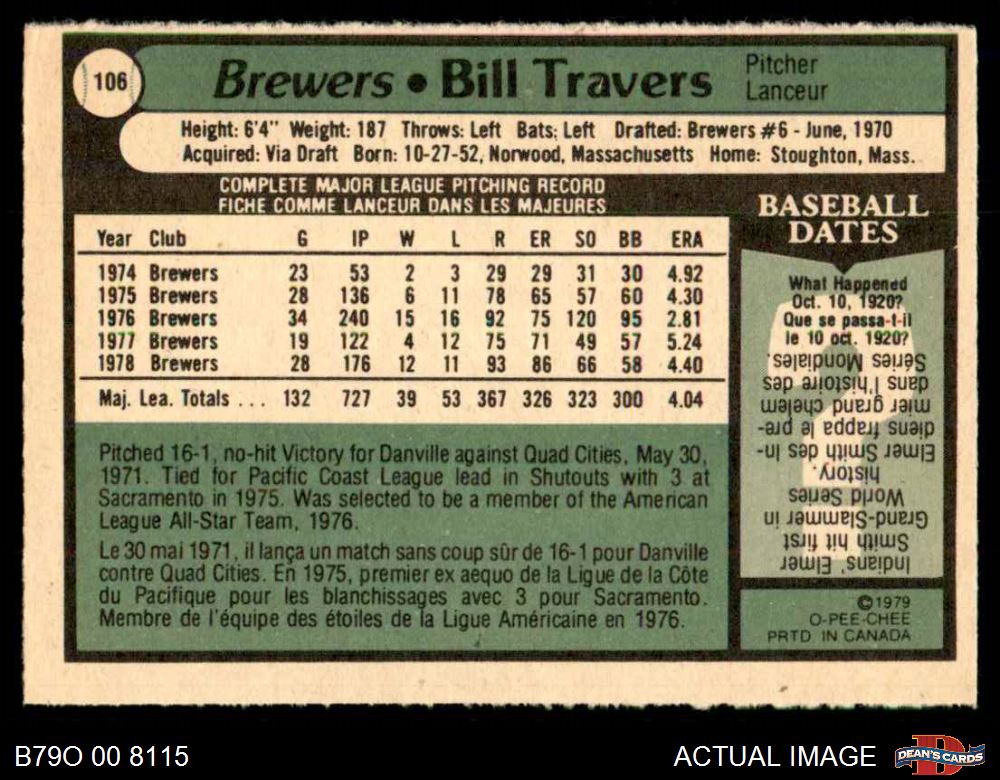 106
Brewers • Bill Travers
Pitcher
Lanceur
Height: 6'4" Weight: 187 Throws: Left Bats: Left Drafted: Brewers #6 - June, 1970
Acquired: Via Draft Born: 10-27-52, Norwood, Massachusetts Home: Stoughton, Mass.
COMPLETE MAJOR LEAGUE PITCHING RECORD
FICHE COMME LANCEUR DANS LES MAJEURES
Year Club G IP W L R ER SO BB ERA
1974 Brewers 23 53 2 3 29 29 31 30 4.92
1975 Brewers 28 136 6 11 78 65 57 60 4.30
1976 Brewers 34 240 15 16 92 75 120 95 2.81
1977 Brewers 19 122 4 12 75 71 49 57 5.24
1978 Brewers 28 176 12 11 93 86 66 58 4.40
Maj. Lea. Totals ... 132 727 39 53 367 326 323 300 4.04
Pitched 16-1, no-hit Victory for Danville against Quad Cities, May 30,
1971. Tied for Pacific Coast League lead in Shutouts with 3 at
Sacramento in 1975. Was selected to be a member of the American
League All-Star Team, 1976.
Le 30 mai 1971, il lança un match sans coup sûr de 16-1 pour Danville
contre Quad Cities. En 1975, premier ex aequo de la Ligue de la Côte
du Pacifique pour les blanchissages avec 3 pour Sacramento.
Membre de l'équipe des étoiles de la Ligue Américaine en 1976.
BASEBALL
DATES
What Happened
Oct. 10, 1920?
Que se passa-t-il
le 10 oct. 1920?
Indians' Elmer
Smith hit first
Grand-Slammer in
World Series
history.
Elmer Smith des In-
diens frappa le pre-
mier grand chelem
dans l'histoire des
Séries Mondiales.
©1979
O-PEE-CHEE
PRTD IN CANADA
B79O 00 8115
ACTUAL IMAGE
DEAN'S CARDS